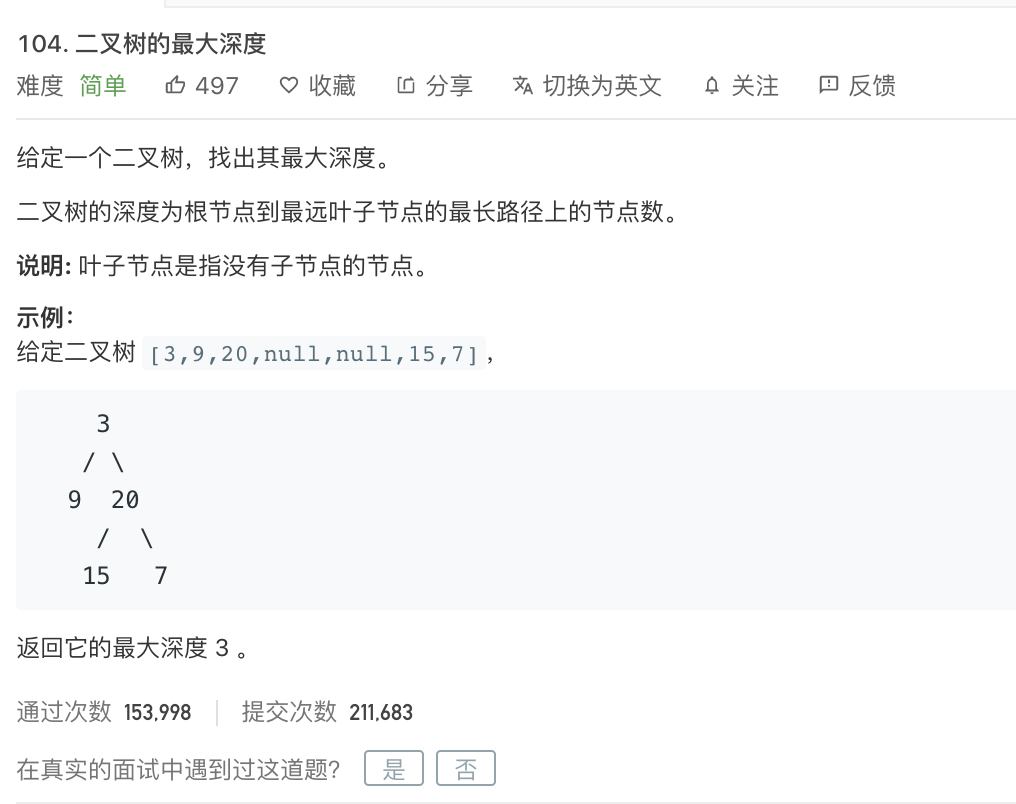 104. 二叉树的最大深度
难度 简单 497 收藏 分享 切换为英文 关注 反馈
给定一个二叉树，找出其最大深度。
二叉树的深度为根节点到最远叶子节点的最长路径上的节点数。
说明: 叶子节点是指没有子节点的节点。
示例：
给定二叉树 [3,9,20,null,null,15,7]，
3
/ \
9 20
/ \
15 7
返回它的最大深度 3 。
通过次数 153,998 提交次数 211,683
在真实的面试中遇到过这道题? 是 否